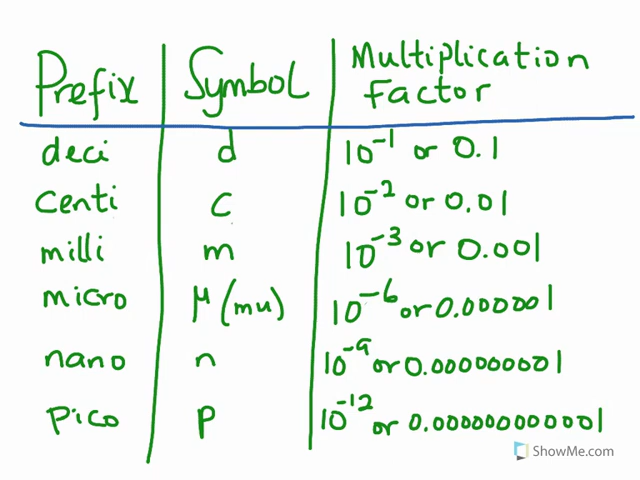 Prefix Symbol Multiplication Factor
deci d 10⁻¹ or 0.1
centi c 10⁻² or 0.01
milli m 10⁻³ or 0.001
micro μ (mu) 10⁻⁶ or 0.000001
nano n 10⁻⁹ or 0.000000001
pico p 10⁻¹² or 0.000000000001
ShowMe.com